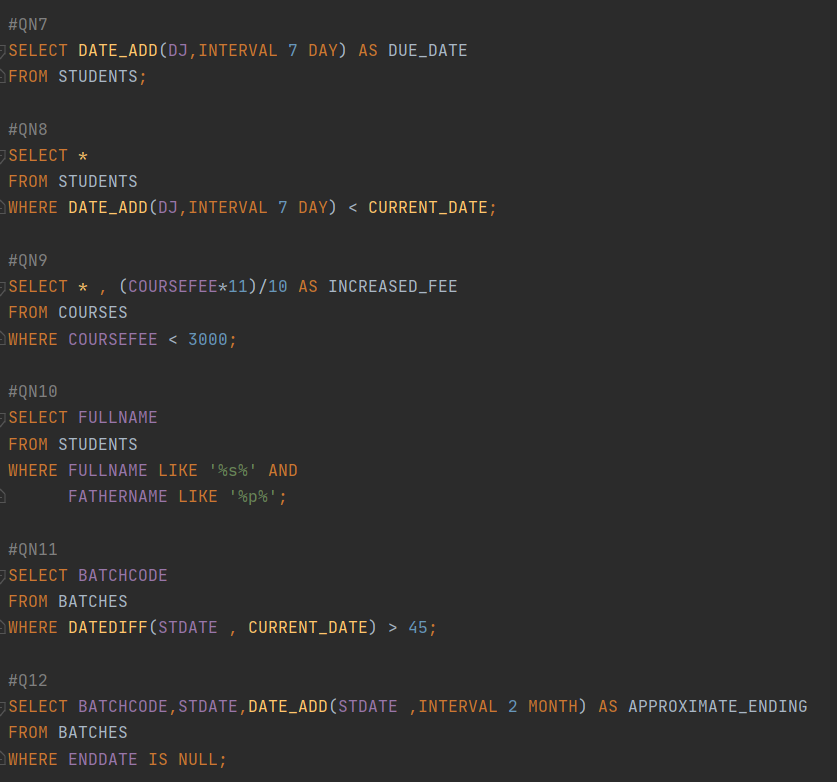 #QN7
SELECT DATE_ADD(DJ,INTERVAL 7 DAY) AS DUE_DATE
FROM STUDENTS;
#QN8
SELECT *
FROM STUDENTS
WHERE DATE_ADD(DJ,INTERVAL 7 DAY) < CURRENT_DATE;
#QN9
SELECT * , (COURSEFEE*11)/10 AS INCREASED_FEE
FROM COURSES
WHERE COURSEFEE < 3000;
#QN10
SELECT FULLNAME
FROM STUDENTS
WHERE FULLNAME LIKE '%s%' AND
FATHERNAME LIKE '%p%';
#QN11
SELECT BATCHCODE
FROM BATCHES
WHERE DATEDIFF(STDATE , CURRENT_DATE) > 45;
#Q12
SELECT BATCHCODE,STDATE,DATE_ADD(STDATE ,INTERVAL 2 MONTH) AS APPROXIMATE_ENDING
FROM BATCHES
WHERE ENDDATE IS NULL;